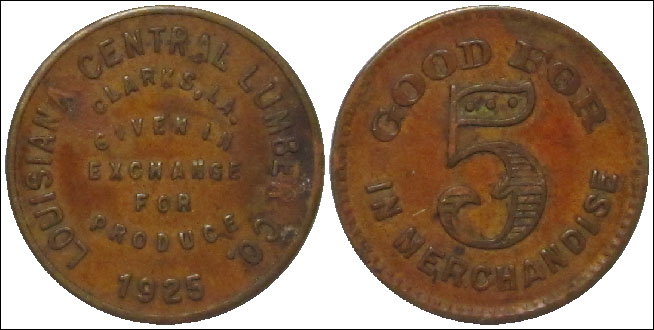 LOUISIANA CENTRAL LUMBER CO.
CLARKS, LA.
GIVEN IN
EXCHANGE
FOR
PRODUCE
1925
GOOD FOR
5
IN MERCHANDISE